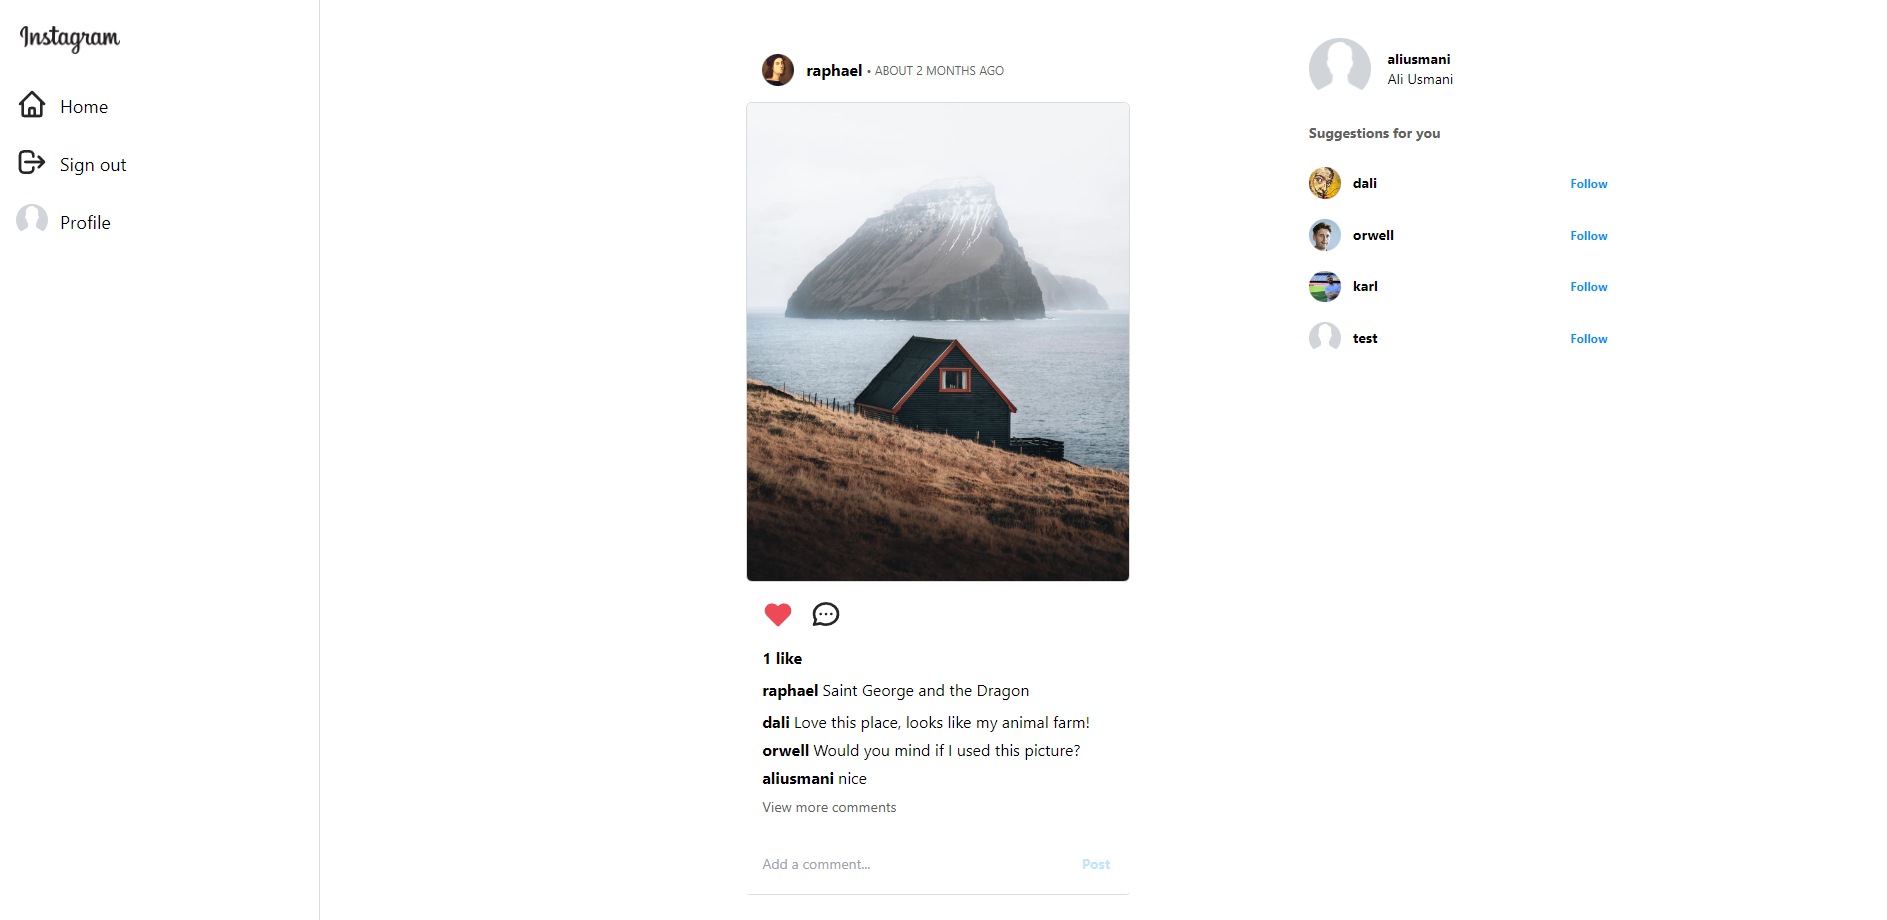 Instagram
Home
Sign out
Profile
raphael • ABOUT 2 MONTHS AGO
1 like
raphael Saint George and the Dragon
dali Love this place, looks like my animal farm!
orwell Would you mind if I used this picture?
aliusmani nice
View more comments
Add a comment...
Post
aliusmani
Ali Usmani
Suggestions for you
dali Follow
orwell Follow
karl Follow
test Follow